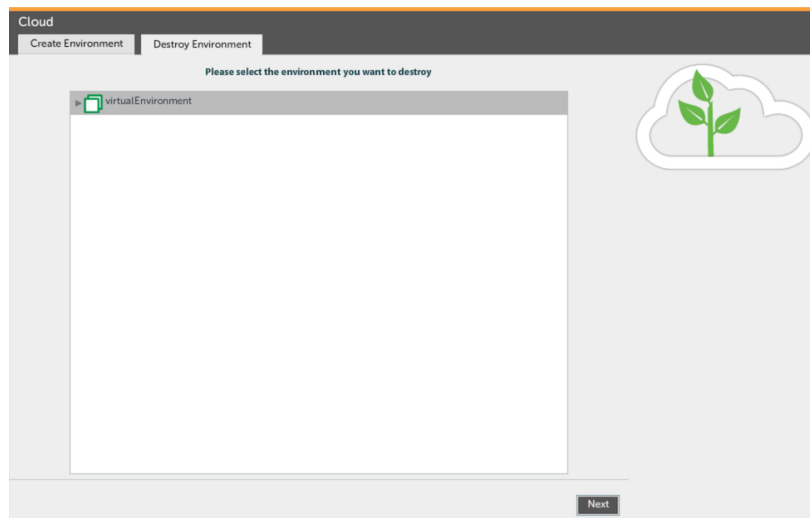 Cloud
Create Environment
Destroy Environment
Please select the environment you want to destroy
virtualEnvironment
Next